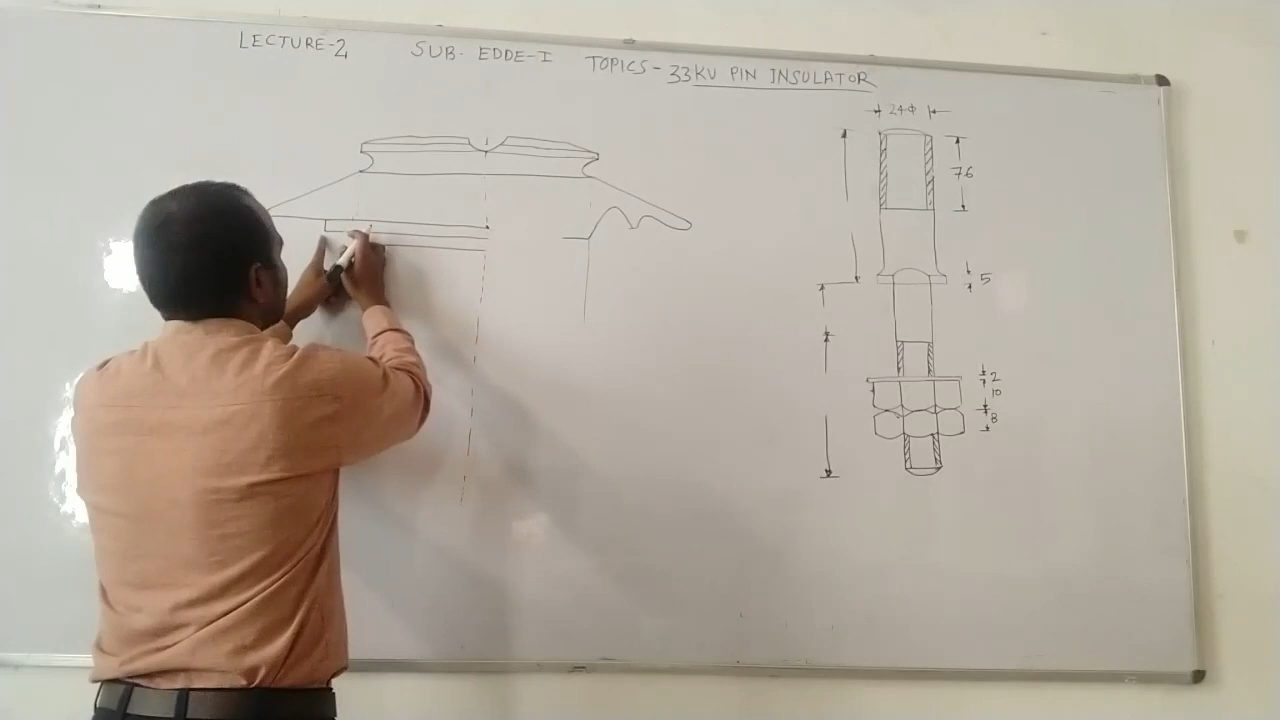 LECTURE-2 SUB- EDDE-I TOPICS- 33KV PIN INSULATOR
24Φ
76
5
2
10
8